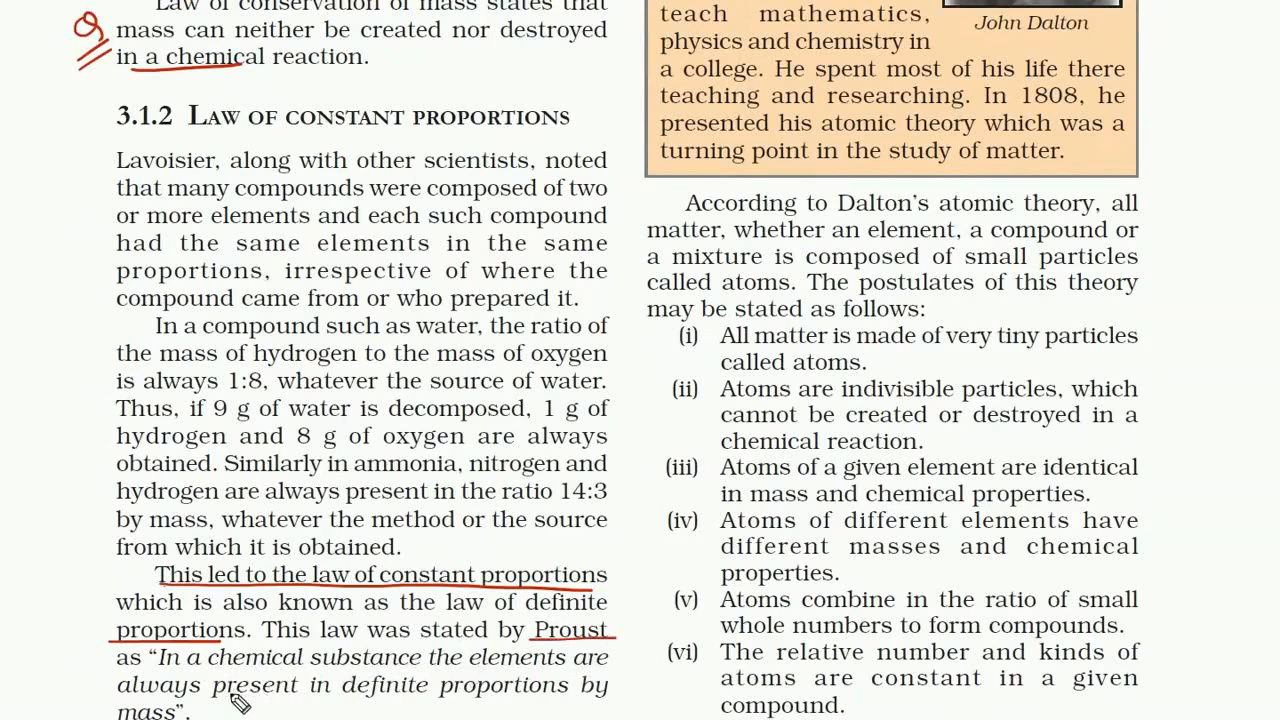 Law of conservation of mass states that
mass can neither be created nor destroyed
in a chemical reaction.
3.1.2 LAW OF CONSTANT PROPORTIONS
Lavoisier, along with other scientists, noted
that many compounds were composed of two
or more elements and each such compound
had the same elements in the same
proportions, irrespective of where the
compound came from or who prepared it.
In a compound such as water, the ratio of
the mass of hydrogen to the mass of oxygen
is always 1:8, whatever the source of water.
Thus, if 9 g of water is decomposed, 1 g of
hydrogen and 8 g of oxygen are always
obtained. Similarly in ammonia, nitrogen and
hydrogen are always present in the ratio 14:3
by mass, whatever the method or the source
from which it is obtained.
This led to the law of constant proportions
which is also known as the law of definite
proportions. This law was stated by Proust
as “In a chemical substance the elements are
always present in definite proportions by
mass”.
teach mathematics,
physics and chemistry in
a college. He spent most of his life there
teaching and researching. In 1808, he
presented his atomic theory which was a
turning point in the study of matter.
John Dalton
According to Dalton’s atomic theory, all
matter, whether an element, a compound or
a mixture is composed of small particles
called atoms. The postulates of this theory
may be stated as follows:
(i) All matter is made of very tiny particles
called atoms.
(ii) Atoms are indivisible particles, which
cannot be created or destroyed in a
chemical reaction.
(iii) Atoms of a given element are identical
in mass and chemical properties.
(iv) Atoms of different elements have
different masses and chemical
properties.
(v) Atoms combine in the ratio of small
whole numbers to form compounds.
(vi) The relative number and kinds of
atoms are constant in a given
compound.